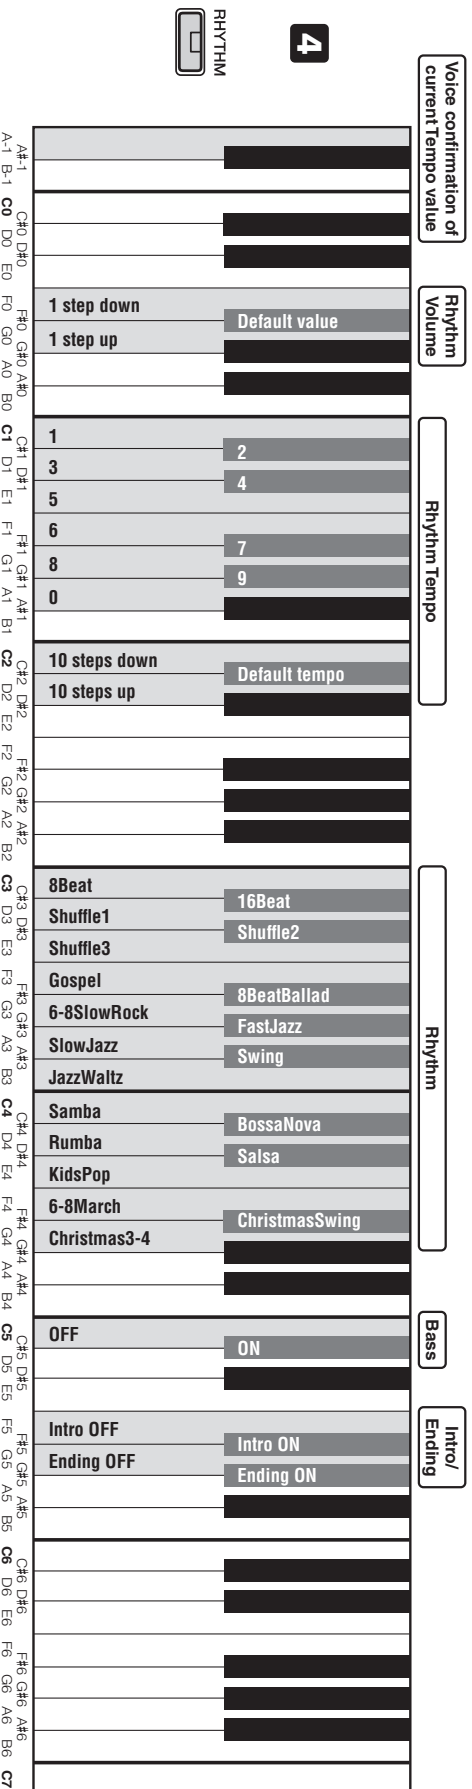 4
RHYTHM
Voice confirmation of
current Tempo value
Rhythm
Volume
Rhythm Tempo
Rhythm
Bass
Intro/
Ending
1 step down
Default value
1 step up
1
2
3
4
5
6
7
8
9
0
10 steps down
Default tempo
10 steps up
8Beat
16Beat
Shuffle1
Shuffle2
Shuffle3
Gospel
8BeatBallad
6-8SlowRock
FastJazz
SlowJazz
Swing
JazzWaltz
Samba
BossaNova
Rumba
Salsa
KidsPop
6-8March
ChristmasSwing
Christmas3-4
OFF
ON
Intro OFF
Intro ON
Ending OFF
Ending ON
A#-1 C#0 D#0 F#0 G#0 A#0 C#1 D#1 F#1 G#1 A#1 C#2 D#2 F#2 G#2 A#2 C#3 D#3 F#3 G#3 A#3 C#4 D#4 F#4 G#4 A#4 C#5 D#5 F#5 G#5 A#5 C#6 D#6 F#6 G#6 A#6
A-1 B-1 C0 D0 E0 F0 G0 A0 B0 C1 D1 E1 F1 G1 A1 B1 C2 D2 E2 F2 G2 A2 B2 C3 D3 E3 F3 G3 A3 B3 C4 D4 E4 F4 G4 A4 B4 C5 D5 E5 F5 G5 A5 B5 C6 D6 E6 F6 G6 A6 B6 C7